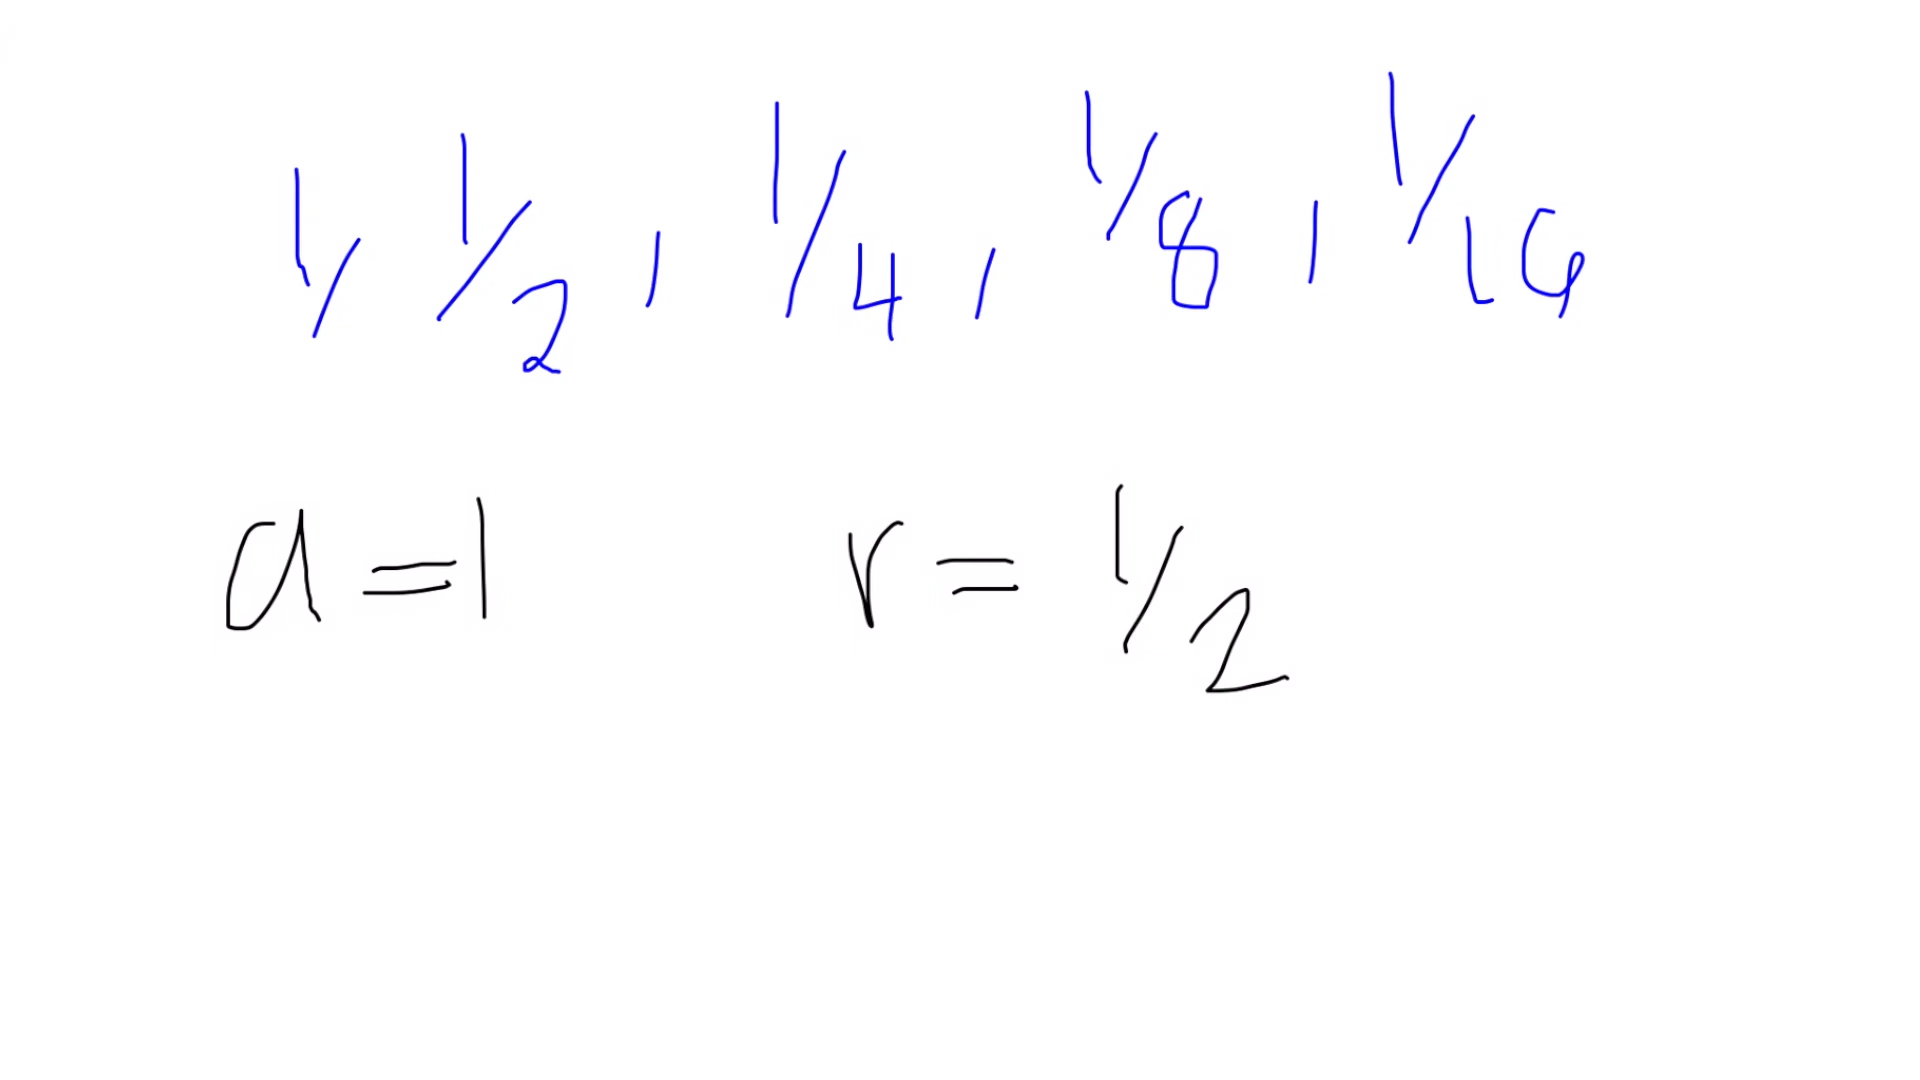 1, 1/2, 1/4, 1/8, 1/16
a=1 r= 1/2